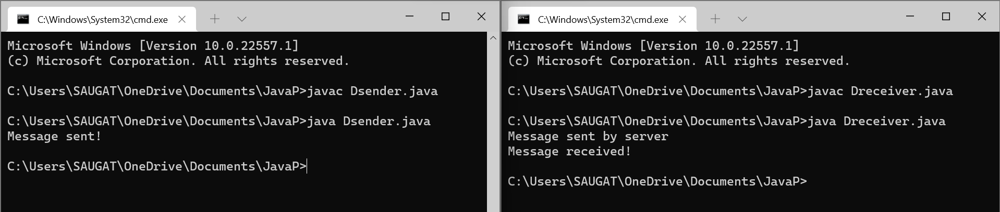 C:\Windows\System32\cmd.exe
Microsoft Windows [Version 10.0.22557.1]
(c) Microsoft Corporation. All rights reserved.
C:\Users\SAUGAT\OneDrive\Documents\JavaP>javac Dsender.java
C:\Users\SAUGAT\OneDrive\Documents\JavaP>java Dsender.java
Message sent!
C:\Users\SAUGAT\OneDrive\Documents\JavaP>
C:\Windows\System32\cmd.exe
Microsoft Windows [Version 10.0.22557.1]
(c) Microsoft Corporation. All rights reserved.
C:\Users\SAUGAT\OneDrive\Documents\JavaP>javac Dreceiver.java
C:\Users\SAUGAT\OneDrive\Documents\JavaP>java Dreceiver.java
Message sent by server
Message received!
C:\Users\SAUGAT\OneDrive\Documents\JavaP>